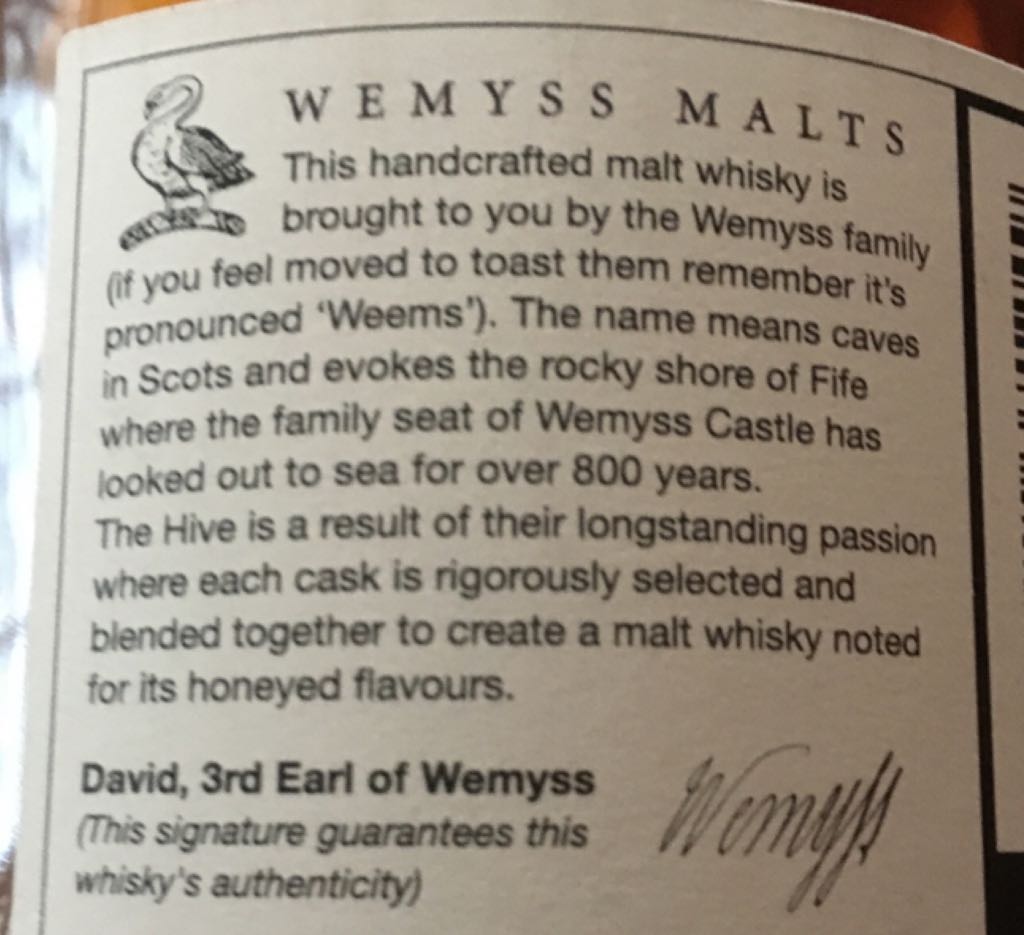 WEMYSS MALTS
This handcrafted malt whisky is
brought to you by the Wemyss family
(if you feel moved to toast them remember it's
pronounced 'Weems'). The name means caves
in Scots and evokes the rocky shore of Fife
where the family seat of Wemyss Castle has
looked out to sea for over 800 years.
The Hive is a result of their longstanding passion
where each cask is rigorously selected and
blended together to create a malt whisky noted
for its honeyed flavours.
David, 3rd Earl of Wemyss
(This signature guarantees this
whisky's authenticity)
Wemyss